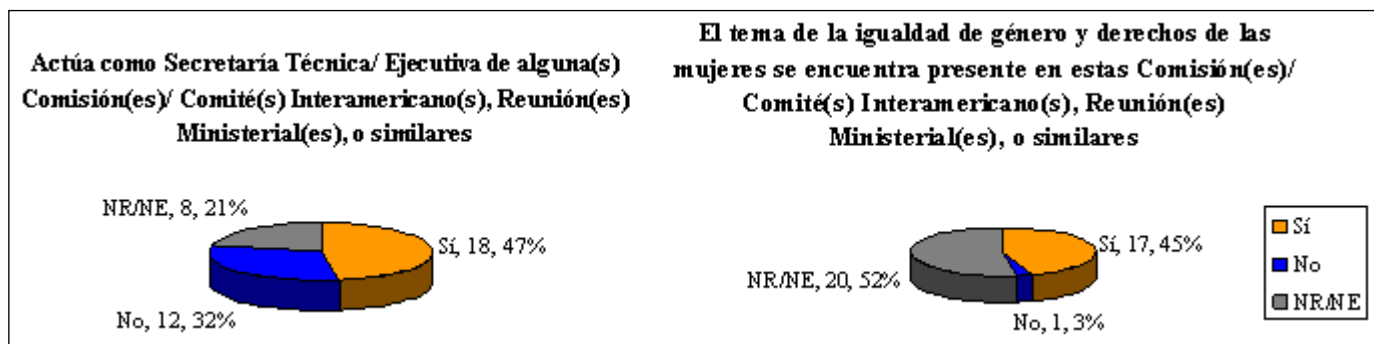 Actúa como Secretaría Técnica/ Ejecutiva de alguna(s)
Comisión(es)/ Comité(s) Interamericano(s), Reunión(es)
Ministerial(es), o similares
NR/NE, 8, 21%
Sí, 18, 47%
No, 12, 32%
El tema de la igualdad de género y derechos de las
mujeres se encuentra presente en estas Comisión(es)/
Comité(s) Interamericano(s), Reunión(es)
Ministerial(es), o similares
Sí, 17, 45%
NR/NE, 20, 52%
No, 1, 3%
Sí
No
NR/NE